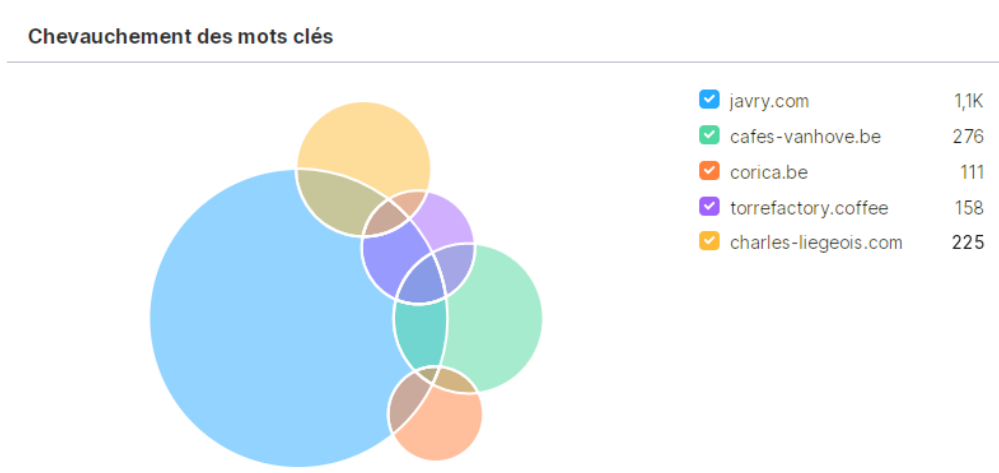 Chevauchement des mots clés
javry.com 1,1K
cafes-vanhove.be 276
corica.be 111
torrefactory.coffee 158
charles-liegeois.com 225